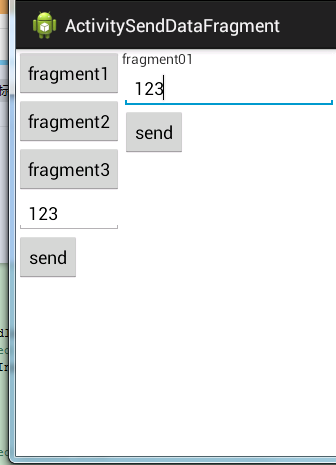 ActivitySendDataFragment
fragment1
fragment2
fragment3
123
send
fragment01
123
send